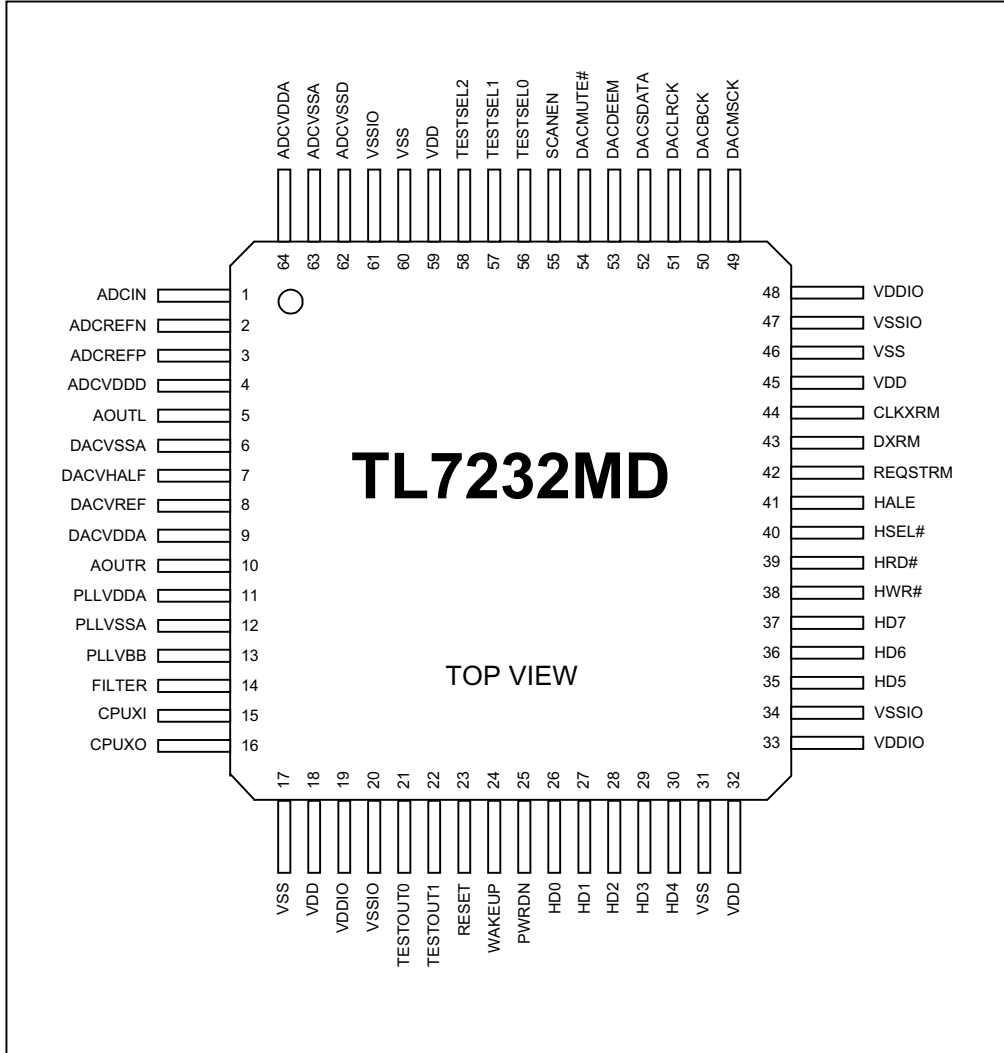 ADCVDDA
ADCVSSA
ADCVSSD
VSSIO
VSS
VDD
TESTSEL2
TESTSEL1
TESTSEL0
SCANEN
DACMUTE#
DACDEEM
DACSDATA
DACLRCK
DACBCK
DACMSCK
64 63 62 61 60 59 58 57 56 55 54 53 52 51 50 49
ADCIN 1
ADCREFN 2
ADCREFP 3
ADCVDDD 4
AOUTL 5
DACVSSA 6
DACVHALF 7
DACVREF 8
DACVDDA 9
AOUTR 10
PLLVDDA 11
PLLVSSA 12
PLLVBB 13
FILTER 14
CPUXI 15
CPUXO 16
TL7232MD
TOP VIEW
48 VDDIO
47 VSSIO
46 VSS
45 VDD
44 CLKXRM
43 DXRM
42 REQSTRM
41 HALE
40 HSEL#
39 HRD#
38 HWR#
37 HD7
36 HD6
35 HD5
34 VSSIO
33 VDDIO
17 18 19 20 21 22 23 24 25 26 27 28 29 30 31 32
VSS
VDD
VDDIO
VSSIO
TESTOUT0
TESTOUT1
RESET
WAKEUP
PWRDN
HD0
HD1
HD2
HD3
HD4
VSS
VDD